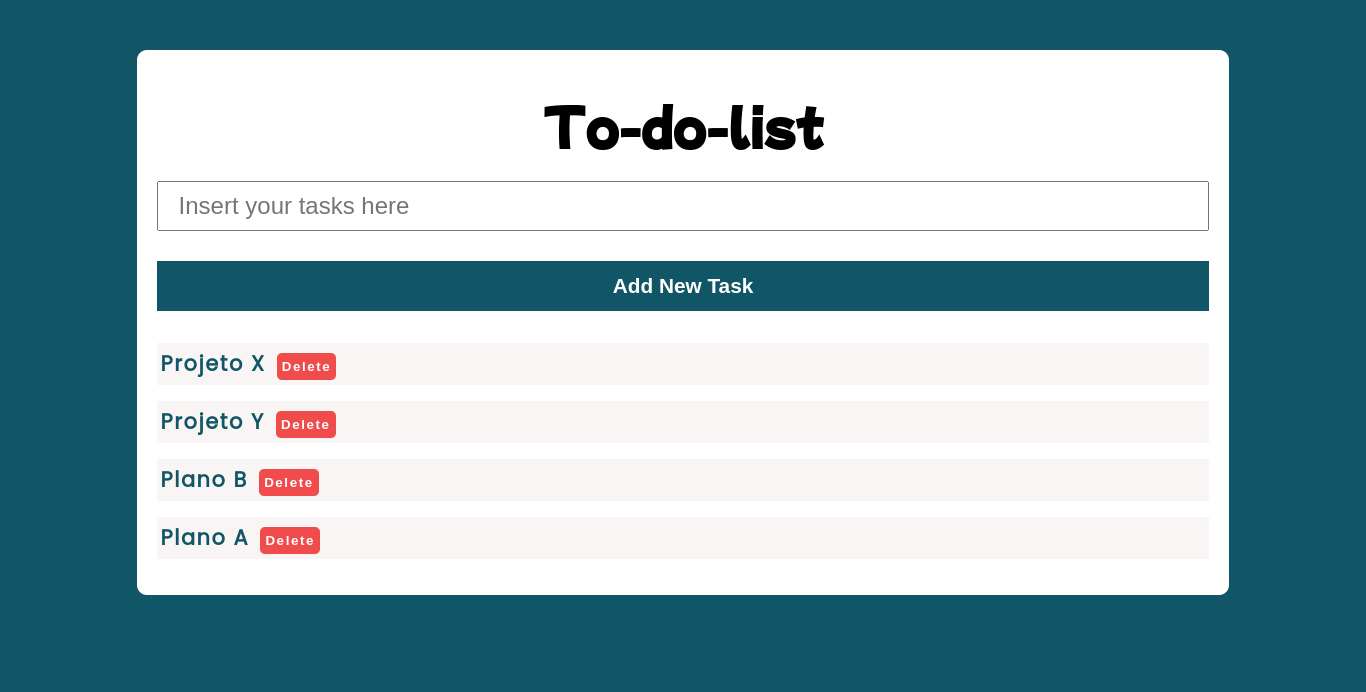 To-do-list
Insert your tasks here
Add New Task
Projeto X Delete
Projeto Y Delete
Plano B Delete
Plano A Delete